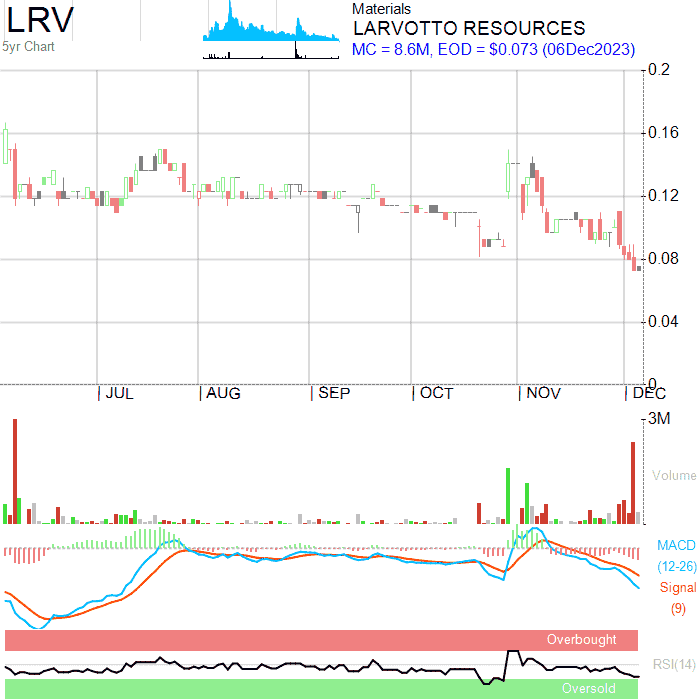 LRV
5yr Chart
Materials
LARVOTTO RESOURCES
MC = 8.6M, EOD = $0.073 (06Dec2023)
0.2
0.16
0.12
0.08
0.04
0
JUL AUG SEP OCT NOV DEC
3M
Volume
MACD
(12-26)
Signal
(9)
Overbought
RSI(14)
Oversold